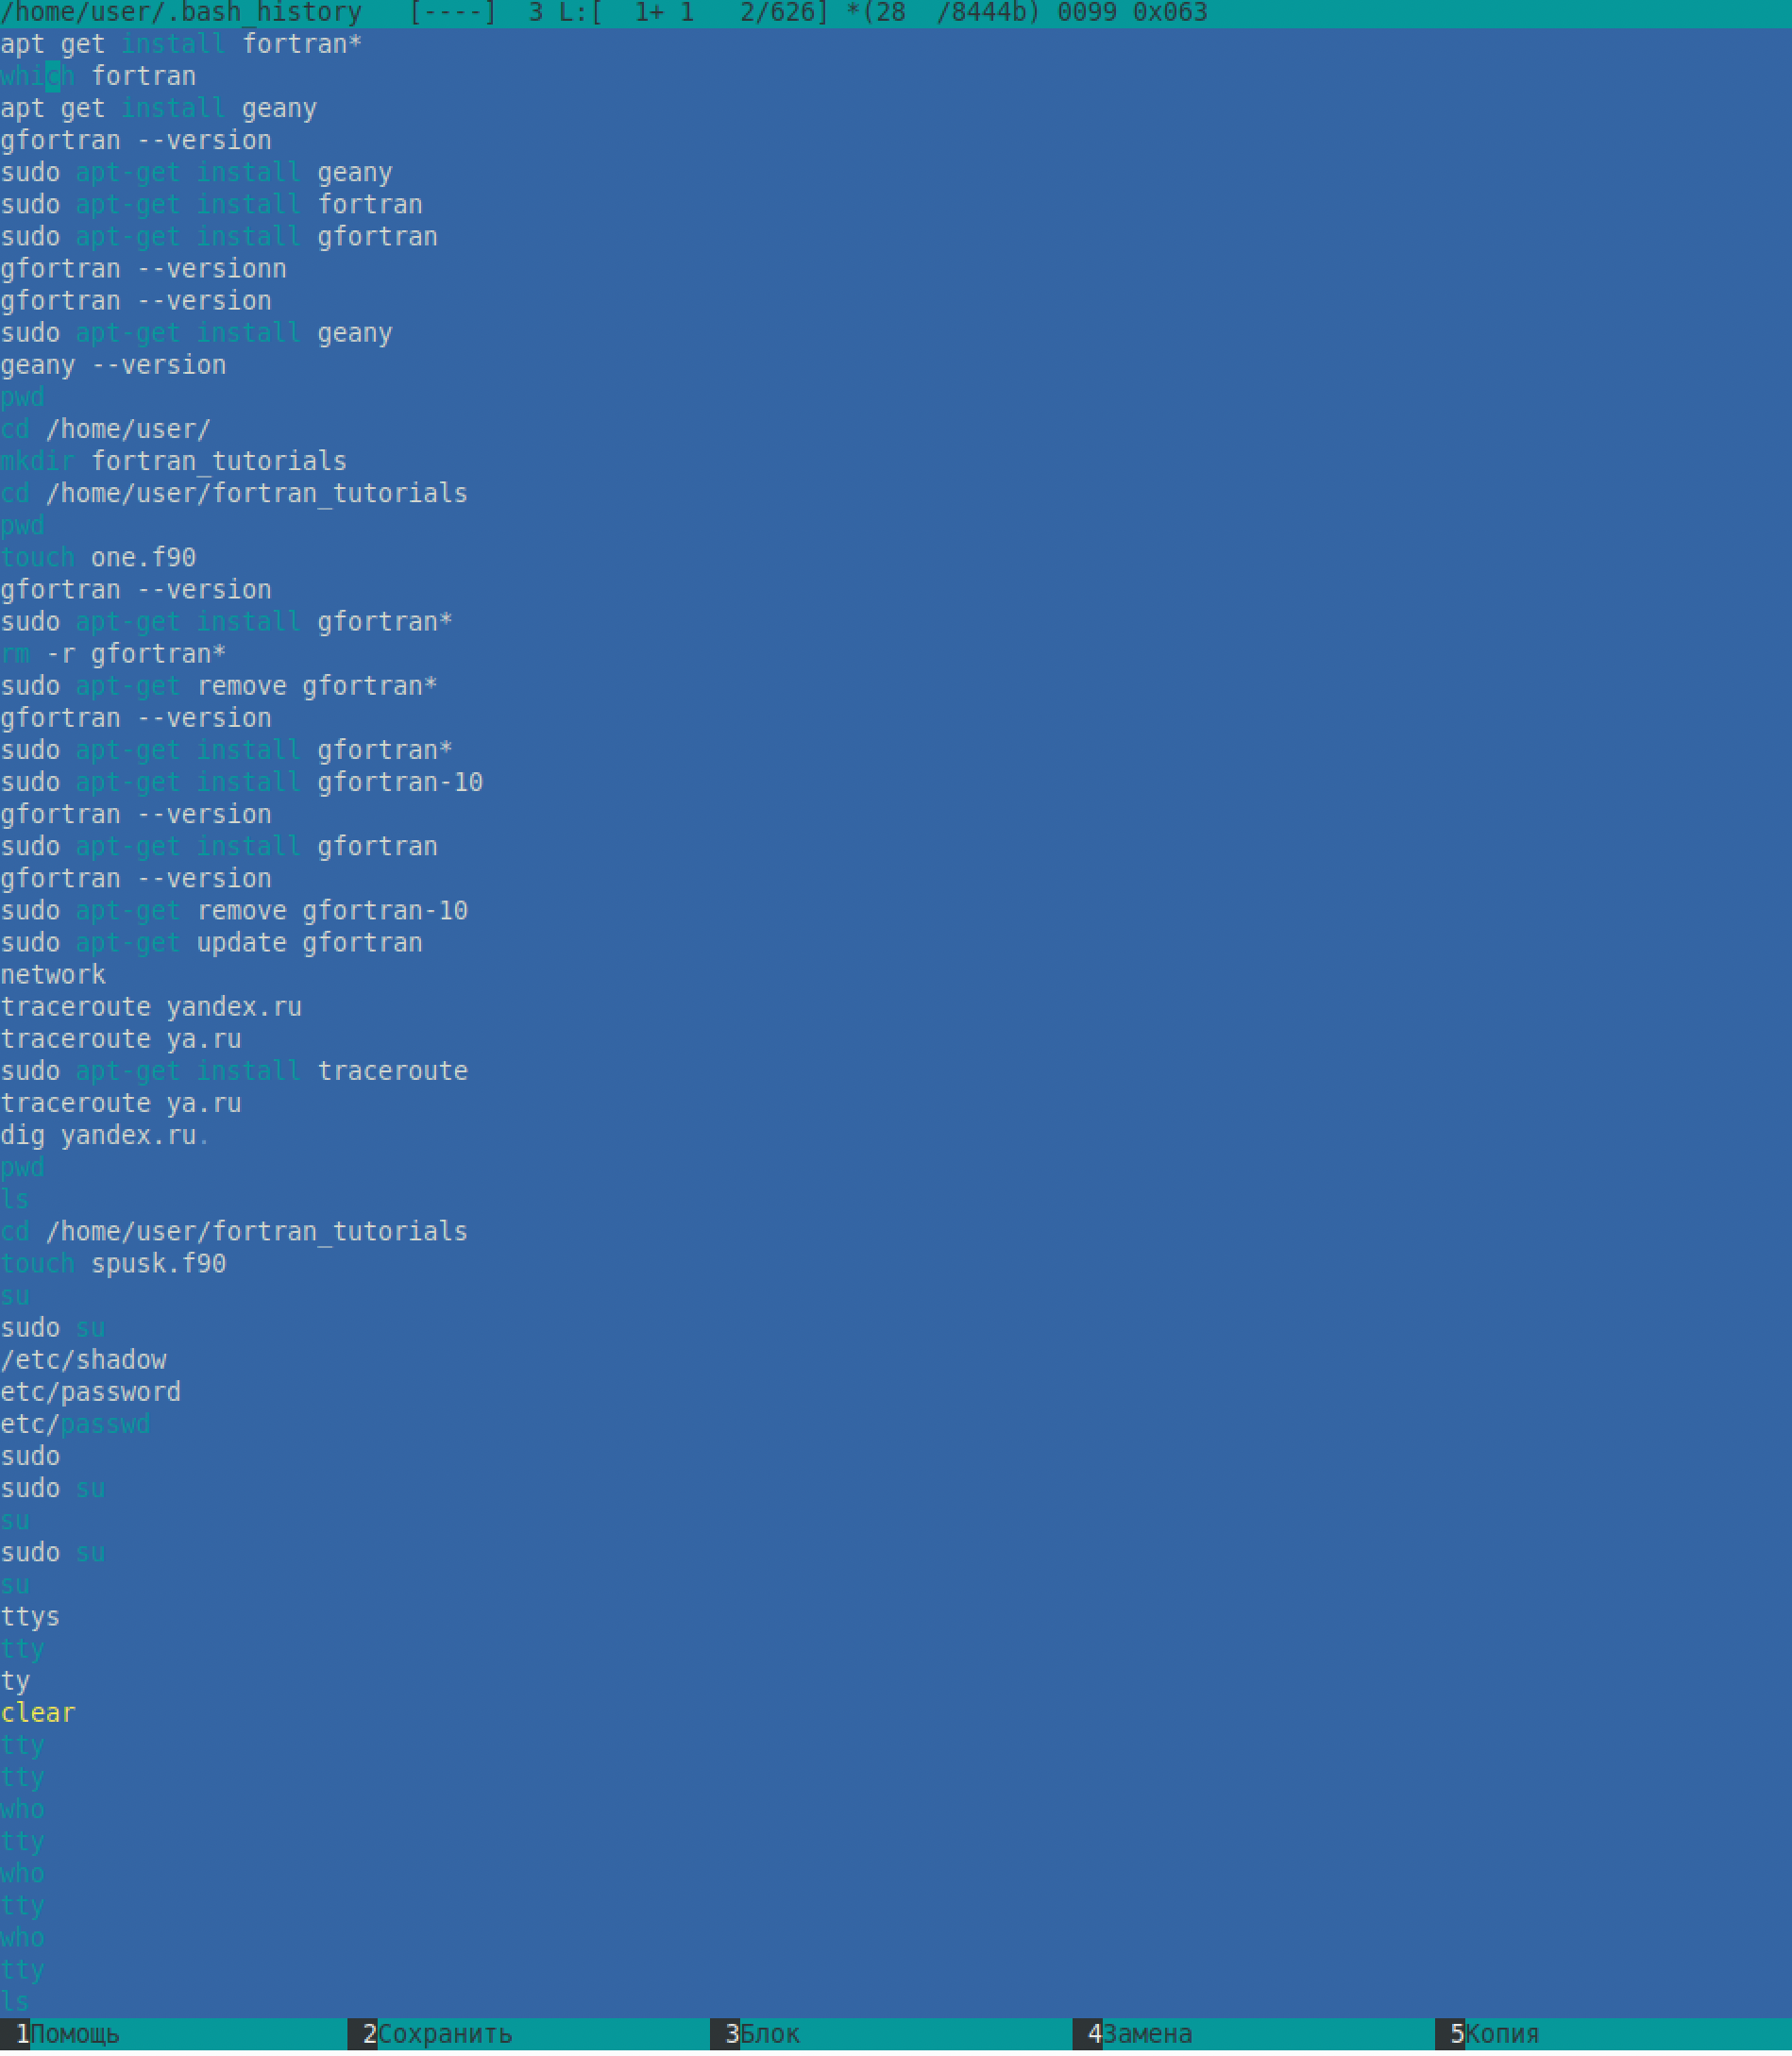 /home/user/.bash_history   [----]  3 L:[  1+ 1   2/626] *(28  /8444b) 0099 0x063
apt get install fortran*
which fortran
apt get install geany
gfortran --version
sudo apt-get install geany
sudo apt-get install fortran
sudo apt-get install gfortran
gfortran --versionn
gfortran --version
sudo apt-get install geany
geany --version
pwd
cd /home/user/
mkdir fortran_tutorials
cd /home/user/fortran_tutorials
pwd
touch one.f90
gfortran --version
sudo apt-get install gfortran*
rm -r gfortran*
sudo apt-get remove gfortran*
gfortran --version
sudo apt-get install gfortran*
sudo apt-get install gfortran-10
gfortran --version
sudo apt-get install gfortran
gfortran --version
sudo apt-get remove gfortran-10
sudo apt-get update gfortran
network
traceroute yandex.ru
traceroute ya.ru
sudo apt-get install traceroute
traceroute ya.ru
dig yandex.ru.
pwd
ls
cd /home/user/fortran_tutorials
touch spusk.f90
su
sudo su
/etc/shadow
etc/password
etc/passwd
sudo
sudo su
su
sudo su
su
ttys
tty
ty
clear
tty
tty
who
tty
who
tty
who
tty
ls
1Помощь 2Сохранить 3Блок 4Замена 5Копия